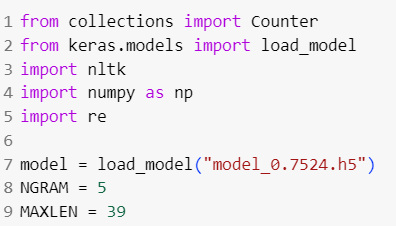 1 from collections import Counter
2 from keras.models import load_model
3 import nltk
4 import numpy as np
5 import re
6
7 model = load_model("model_0.7524.h5")
8 NGRAM = 5
9 MAXLEN = 39